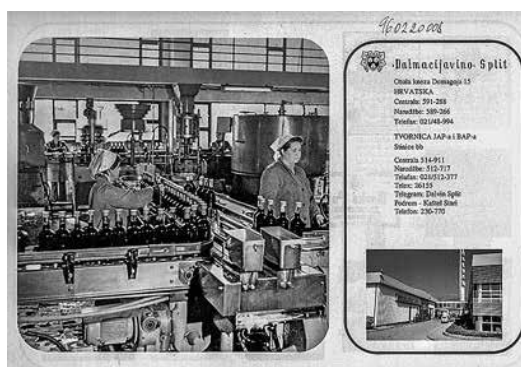 960220008
·Dalmacijavino· Split
Obala kneza Domagoja 15
HRVATSKA
Centrala: 591-288
Narudžbe: 589-266
Telefax: 021/48-994
TVORNICA JAP-a i BAP-a
Stinice bb
Centrala 514-911
Narudžbe: 512-717
Telefax: 021/512-377
Telex: 26155
Telegram: Dalvin Split
Podrum - Kaštel Stari
Telefon: 230-770